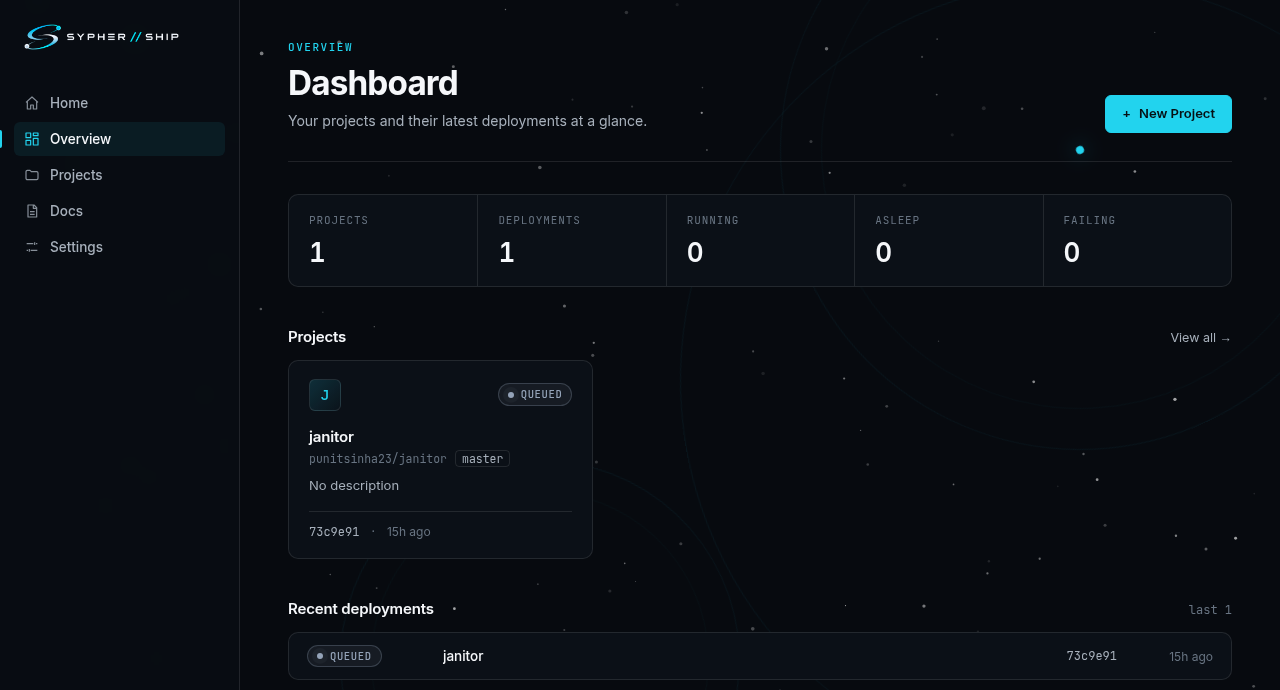 SYPHER//SHIP
Home
Overview
Projects
Docs
Settings
OVERVIEW
Dashboard
Your projects and their latest deployments at a glance.
+ New Project
PROJECTS
1
DEPLOYMENTS
1
RUNNING
0
ASLEEP
0
FAILING
0
Projects
View all →
J
QUEUED
janitor
punitsinha23/janitor master
No description
73c9e91 · 15h ago
Recent deployments
last 1
QUEUED janitor 73c9e91 15h ago